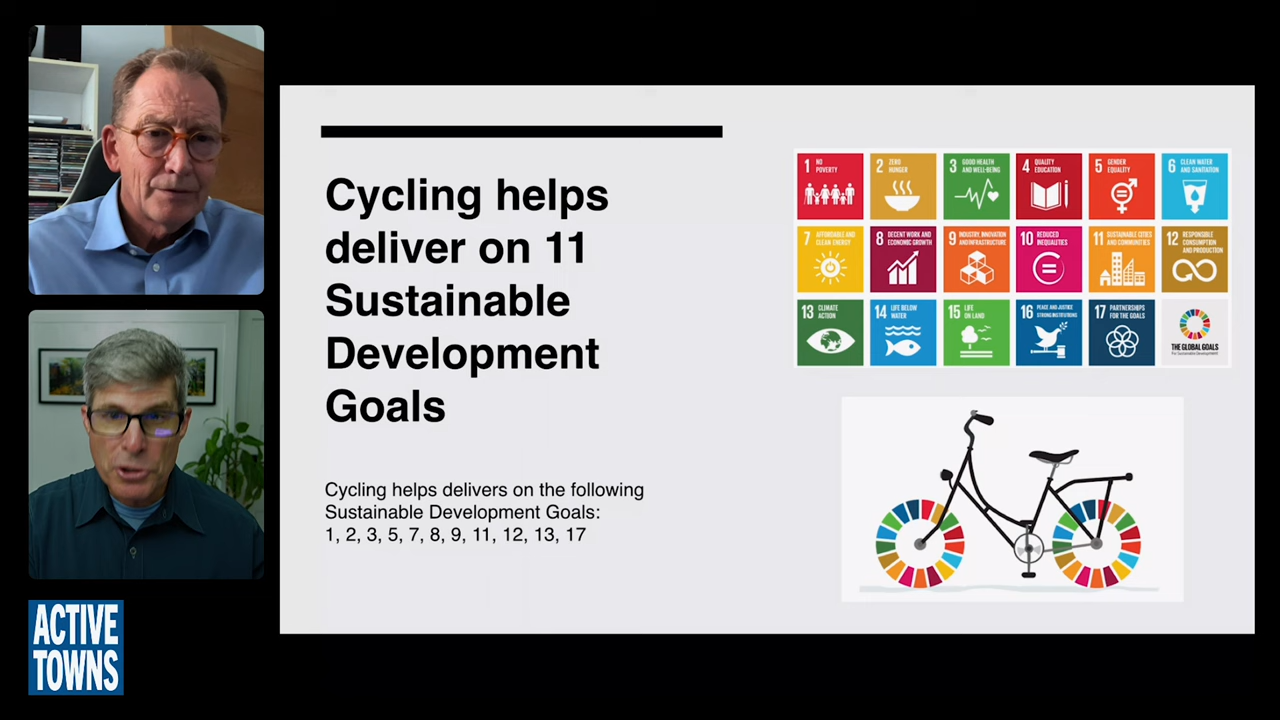 Cycling helps
deliver on 11
Sustainable
Development
Goals
Cycling helps delivers on the following
Sustainable Development Goals:
1, 2, 3, 5, 7, 8, 9, 11, 12, 13, 17
1 NO POVERTY
2 ZERO HUNGER
3 GOOD HEALTH AND WELL-BEING
4 QUALITY EDUCATION
5 GENDER EQUALITY
6 CLEAN WATER AND SANITATION
7 AFFORDABLE AND CLEAN ENERGY
8 DECENT WORK AND ECONOMIC GROWTH
9 INDUSTRY, INNOVATION AND INFRASTRUCTURE
10 REDUCED INEQUALITIES
11 SUSTAINABLE CITIES AND COMMUNITIES
12 RESPONSIBLE CONSUMPTION AND PRODUCTION
13 CLIMATE ACTION
14 LIFE BELOW WATER
15 LIFE ON LAND
16 PEACE AND JUSTICE STRONG INSTITUTIONS
17 PARTNERSHIPS FOR THE GOALS
THE GLOBAL GOALS
For Sustainable Development
ACTIVE
TOWNS